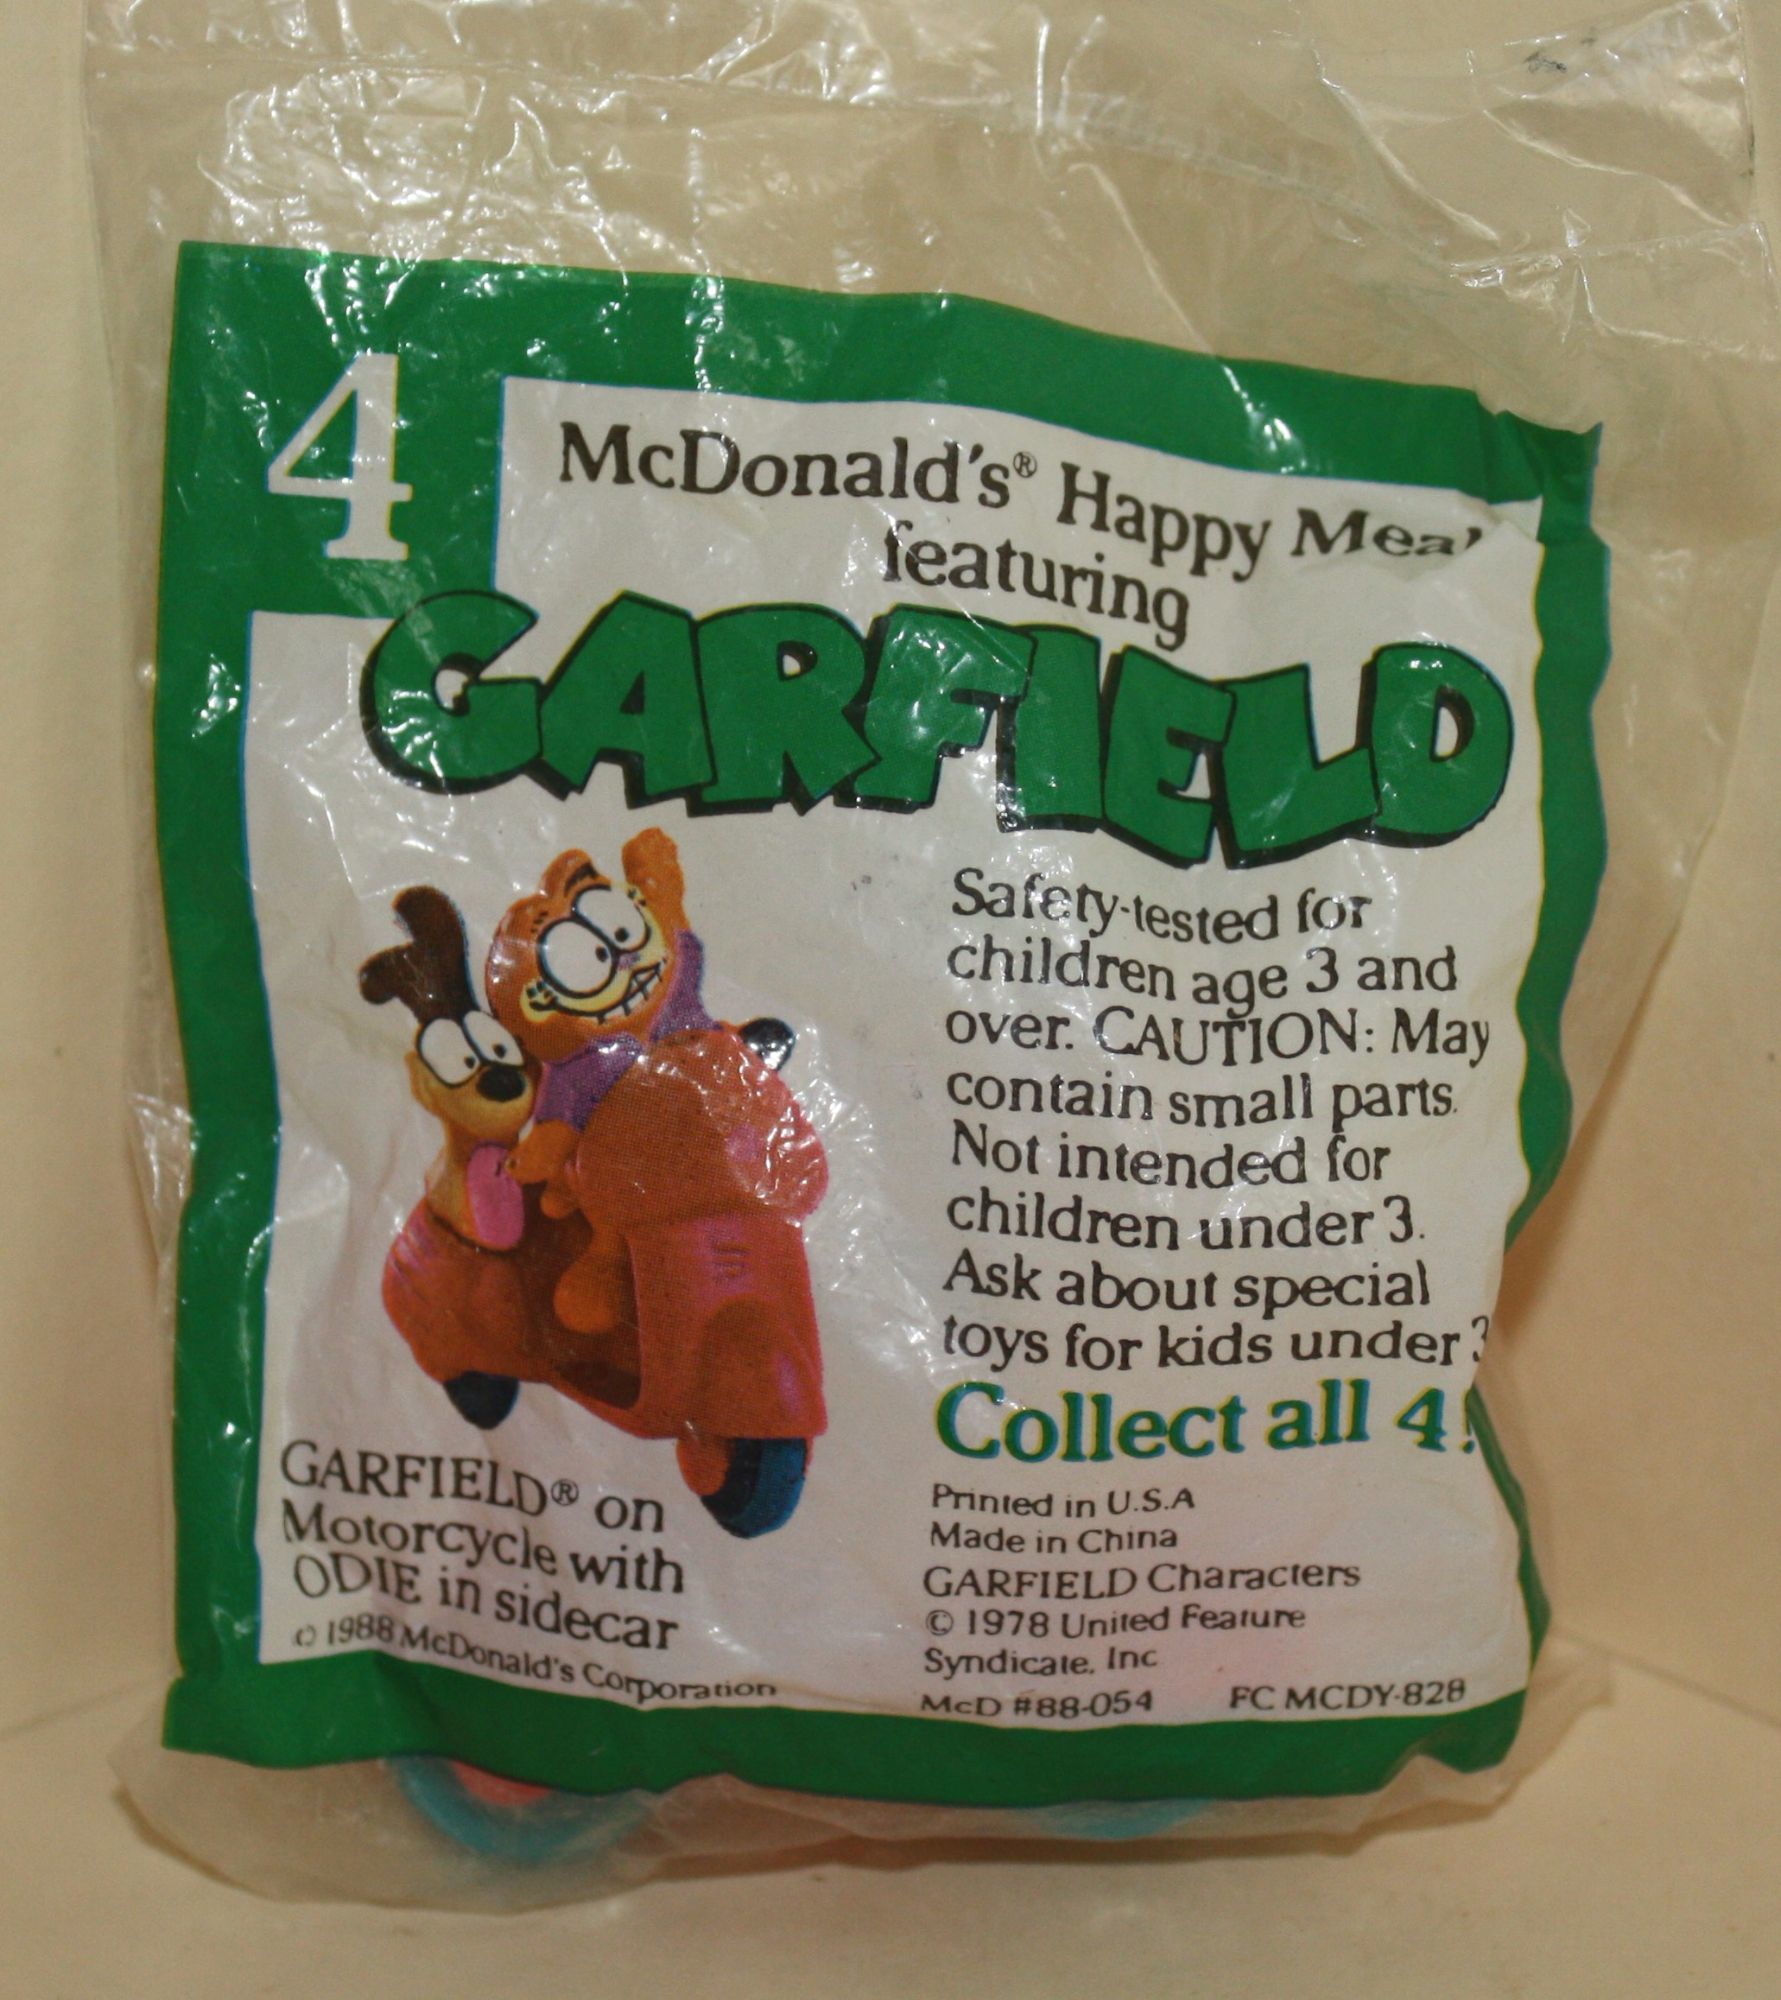 4
McDonald's® Happy Meal
featuring
GARFIELD
Safety-tested for
children age 3 and
over. CAUTION: May
contain small parts.
Not intended for
children under 3.
Ask about special
toys for kids under 3
Collect all 4!
GARFIELD® on
Motorcycle with
ODIE in sidecar
© 1988 McDonald's Corporation
Printed in U.S.A
Made in China
GARFIELD Characters
© 1978 United Feature
Syndicate, Inc
McD #88-054 FC MCDY-828